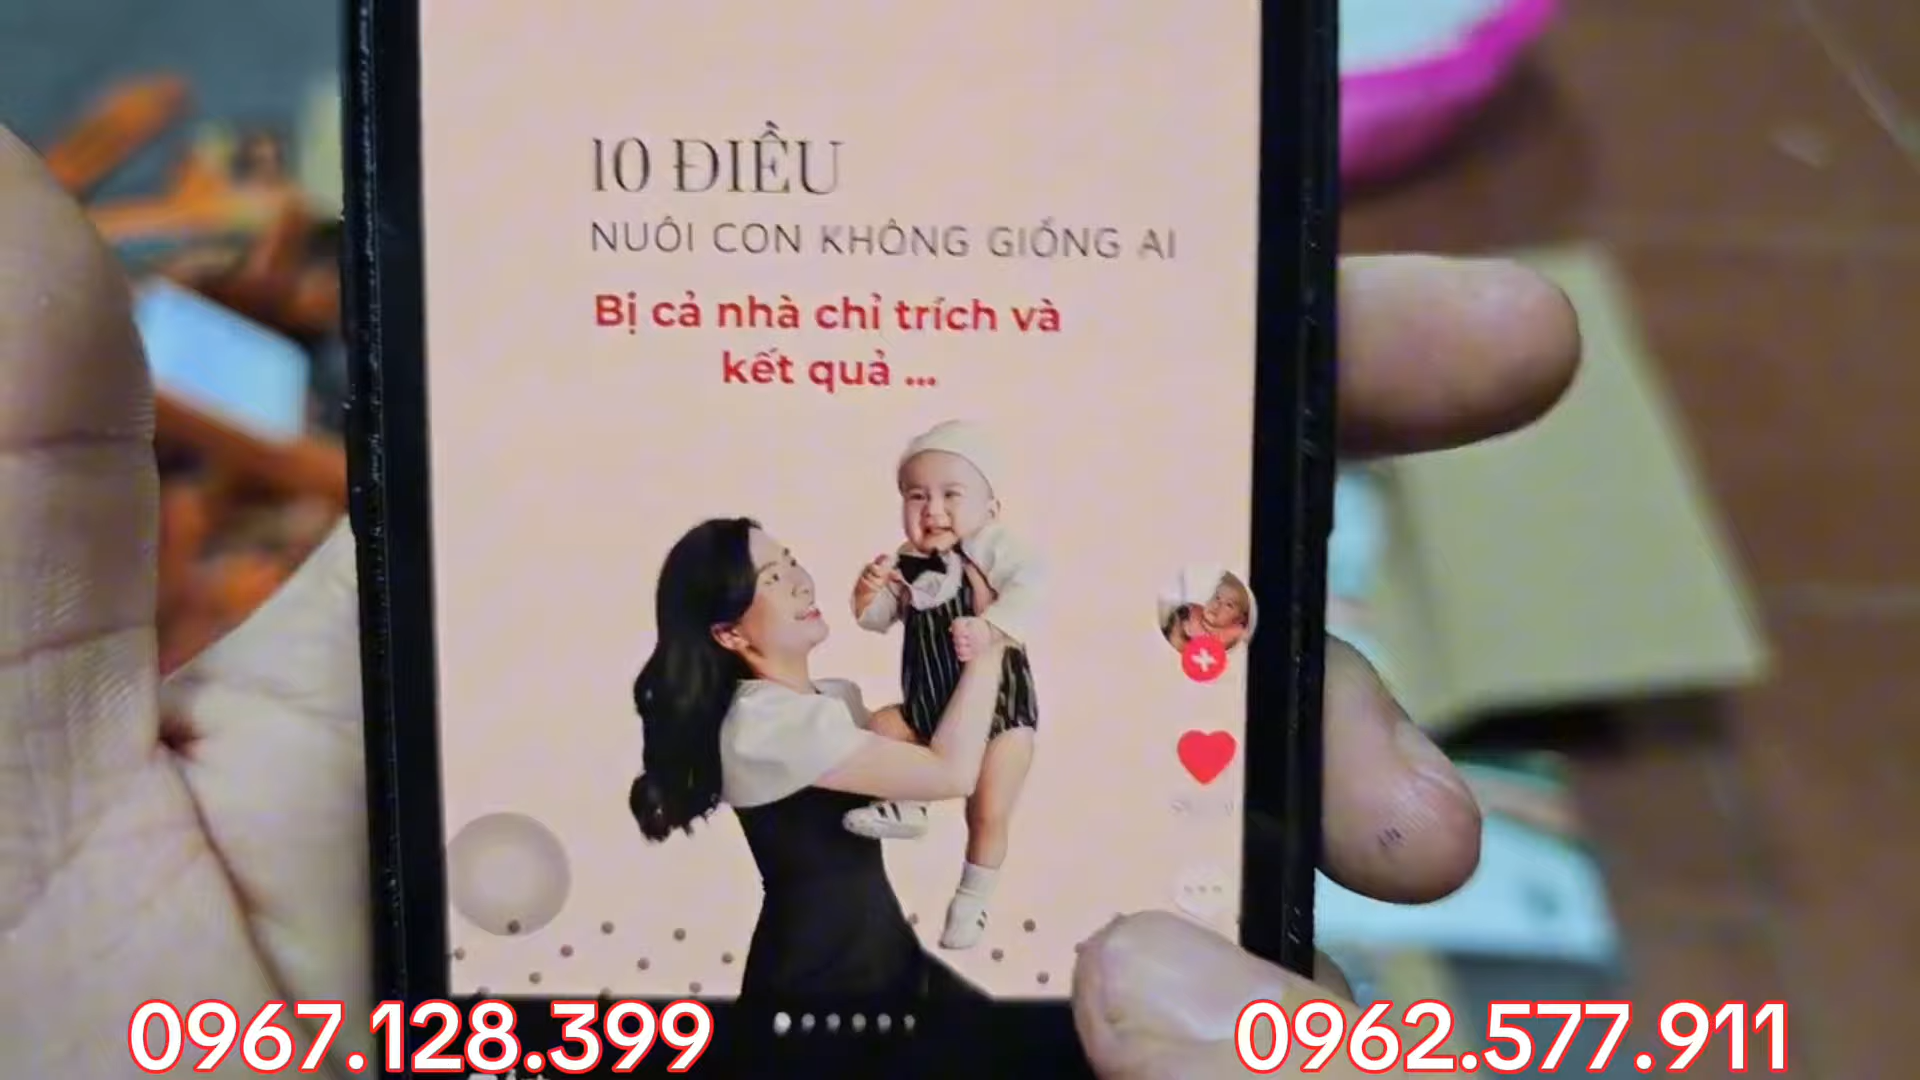 10 ĐIỀU
NUÔI CON KHÔNG GIỐNG AI
Bị cả nhà chỉ trích và
kết quả ...
0967.128.399
0962.577.911